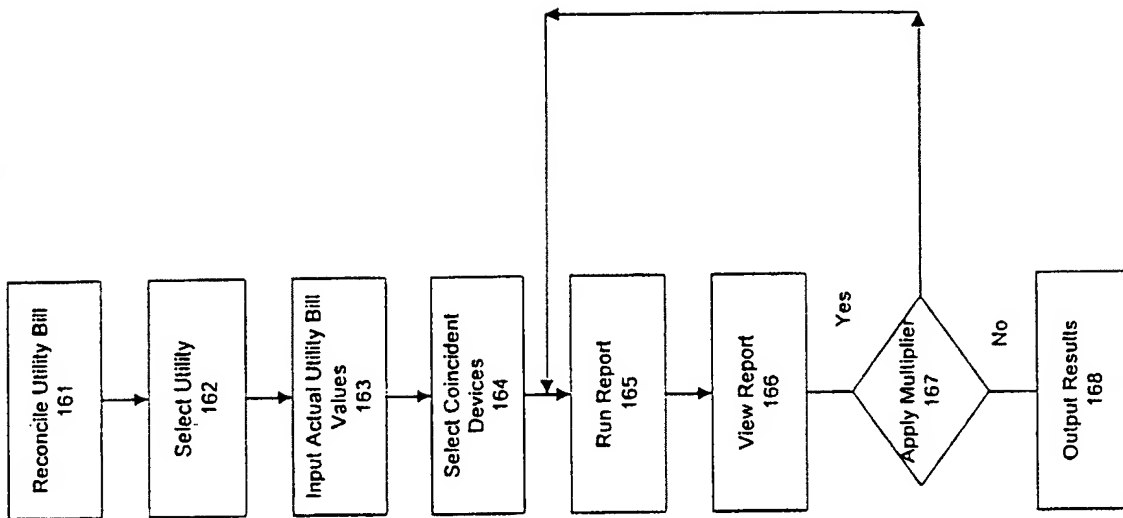 Reconcile Utility Bill
161
Select Utility
162
Input Actual Utility Bill
Values
163
Select Coincident
Devices
164
Run Report
165
View Report
166
Yes
Apply Multiplier
167
No
Output Results
168